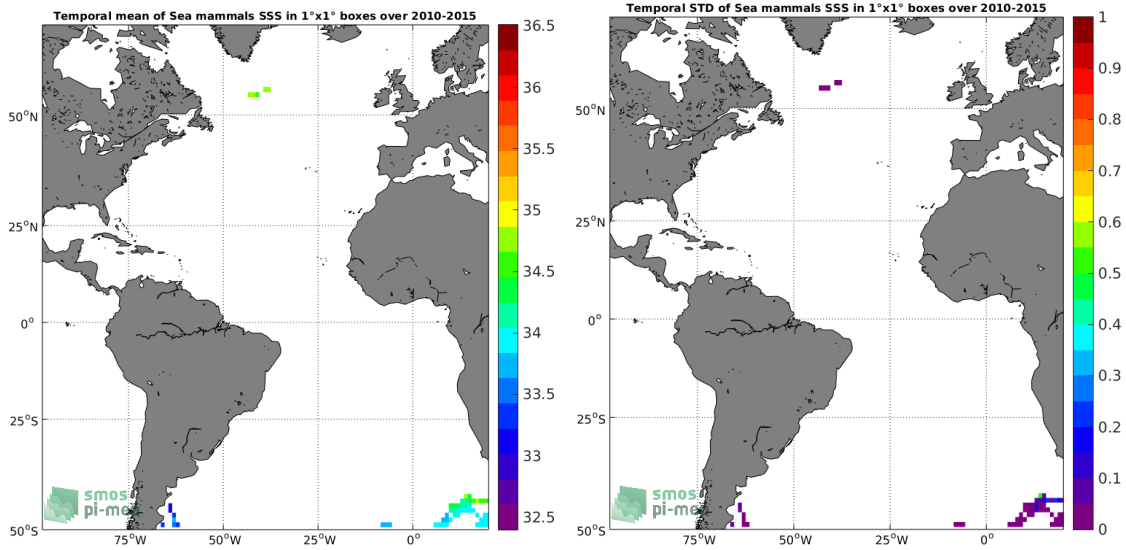 Temporal mean of Sea mammals SSS in 1°x1° boxes over 2010-2015
36.5
36
35.5
35
34.5
34
33.5
33
32.5
50°N
25°N
0°
25°S
50°S
75°W
50°W
25°W
0°
smos
pi-mep
Temporal STD of Sea mammals SSS in 1°x1° boxes over 2010-2015
1
0.9
0.8
0.7
0.6
0.5
0.4
0.3
0.2
0.1
0
50°N
25°N
0°
25°S
50°S
75°W
50°W
25°W
0°
smos
pi-mep